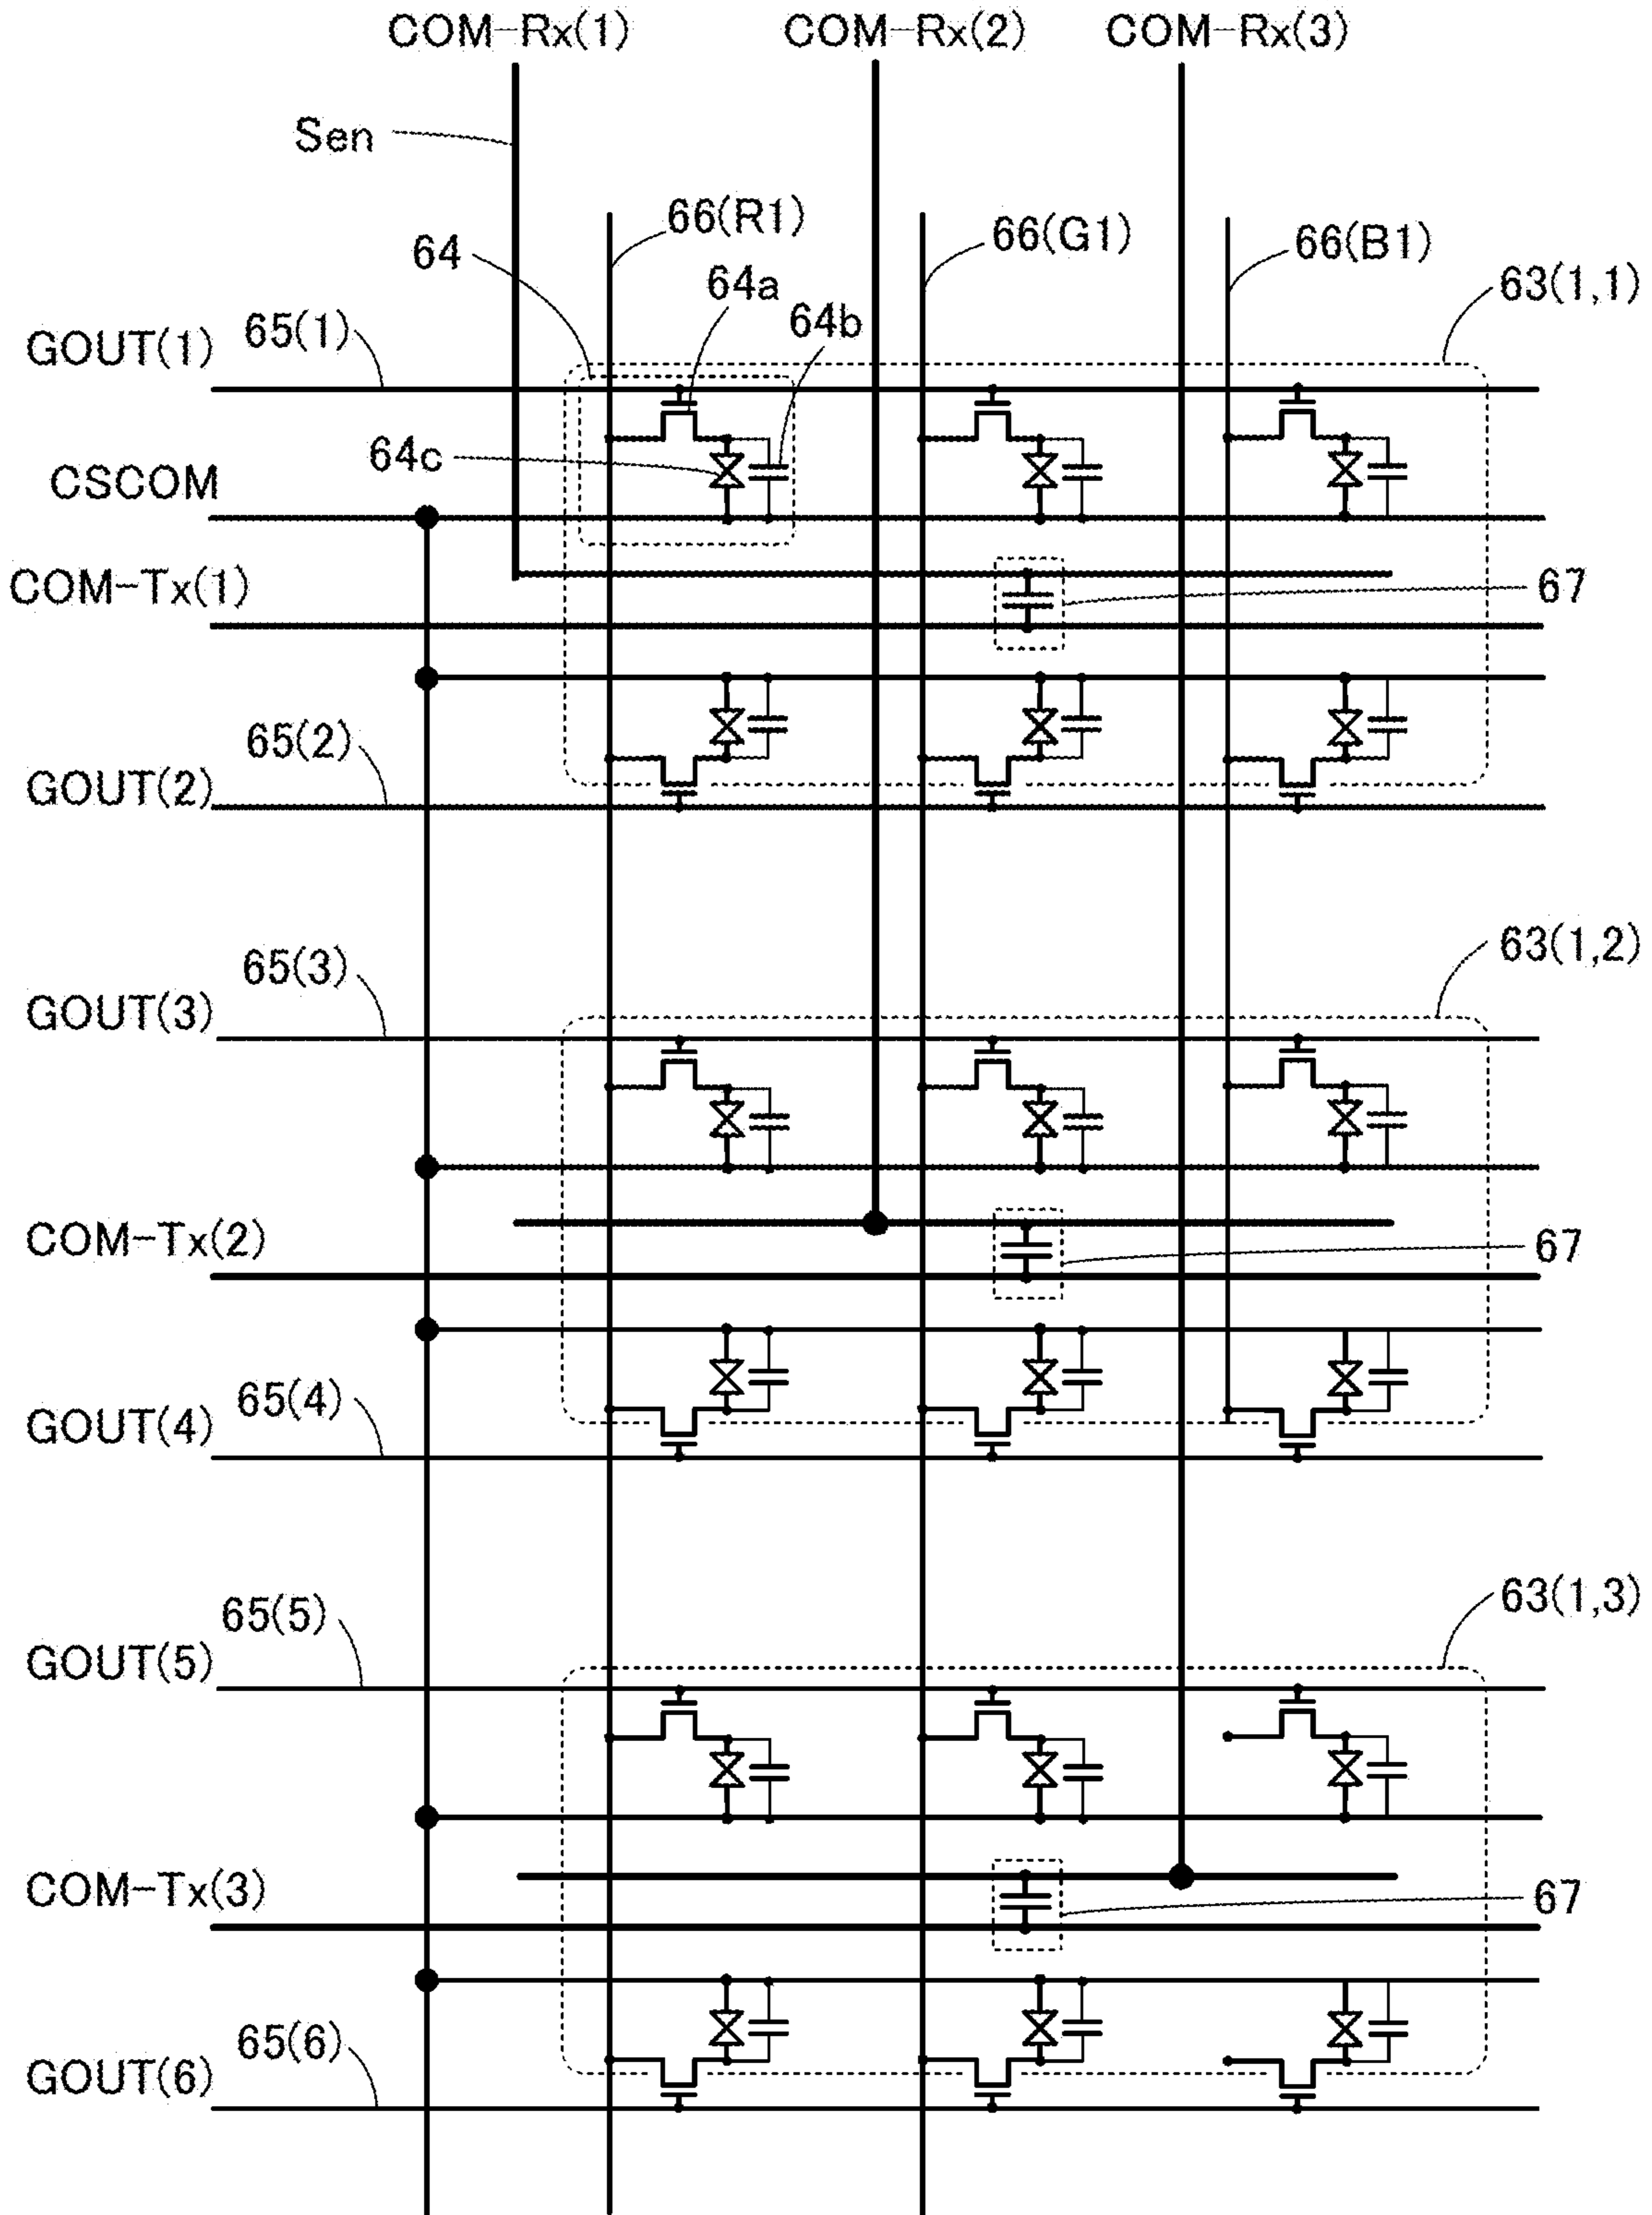 COM-Rx(1) COM-Rx(2) COM-Rx(3)
Sen
66(R1) 66(G1) 66(B1)
64 64a 64b 63(1,1)
GOUT(1) 65(1)
64c
CSCOM
COM-Tx(1) 67
65(2)
GOUT(2)
65(3) 63(1,2)
GOUT(3)
COM-Tx(2) 67
65(4)
GOUT(4)
65(5) 63(1,3)
GOUT(5)
COM-Tx(3) 67
65(6)
GOUT(6)